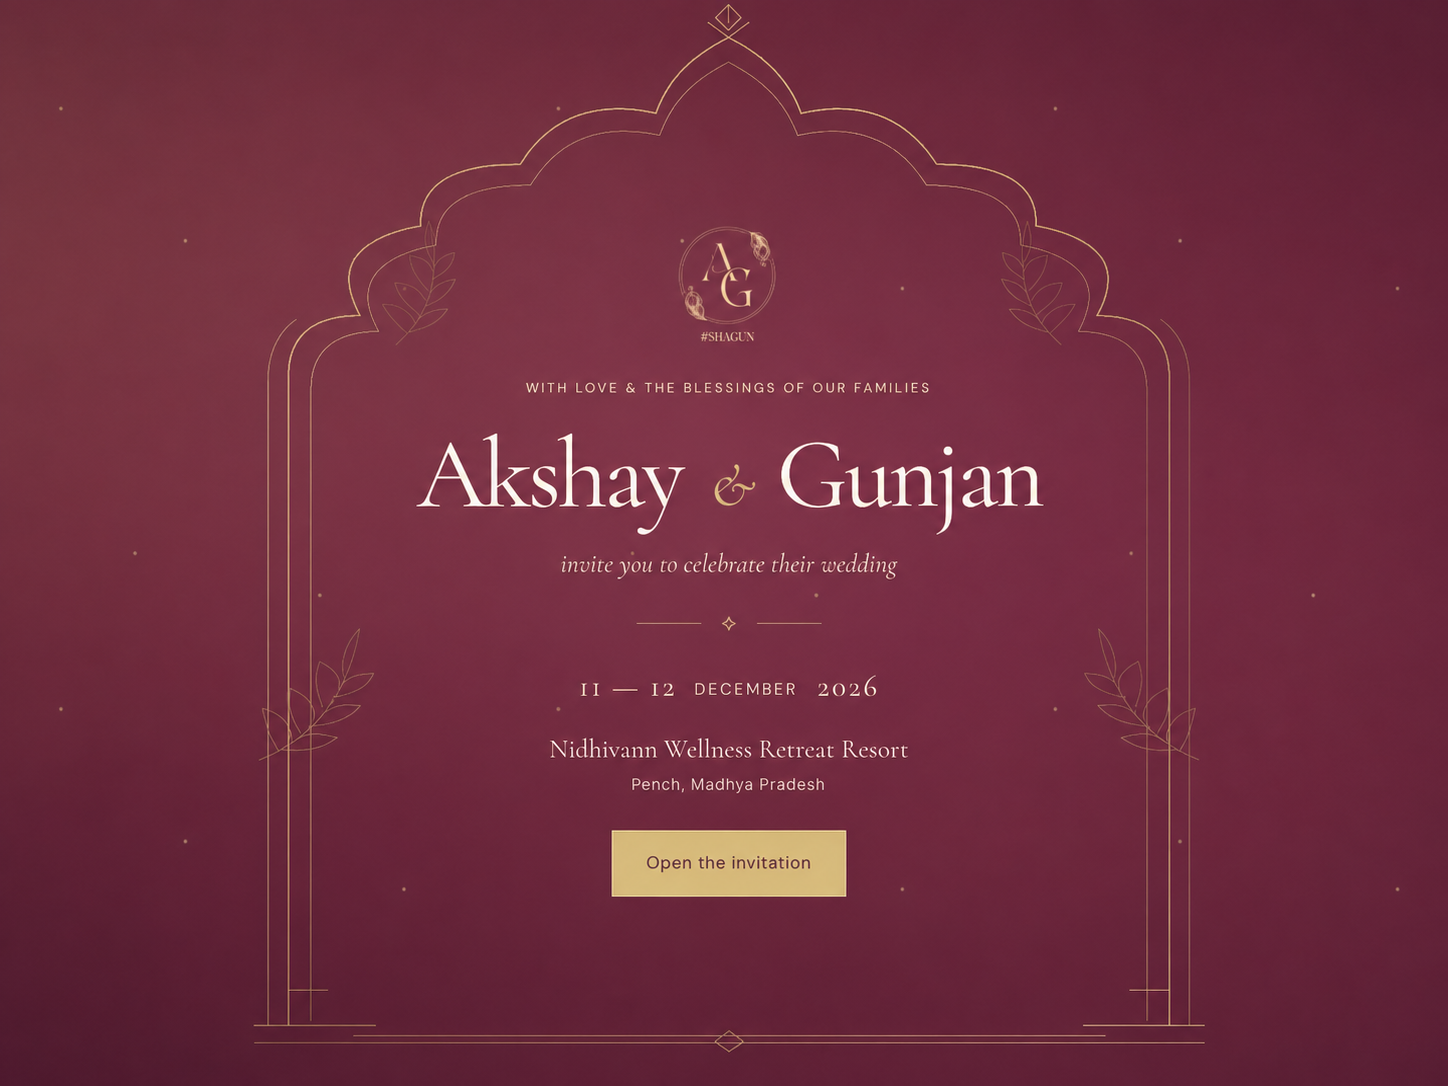 AG
#SHAGUN
WITH LOVE & THE BLESSINGS OF OUR FAMILIES
Akshay & Gunjan
invite you to celebrate their wedding
11 — 12 DECEMBER 2026
Nidhivann Wellness Retreat Resort
Pench, Madhya Pradesh
Open the invitation